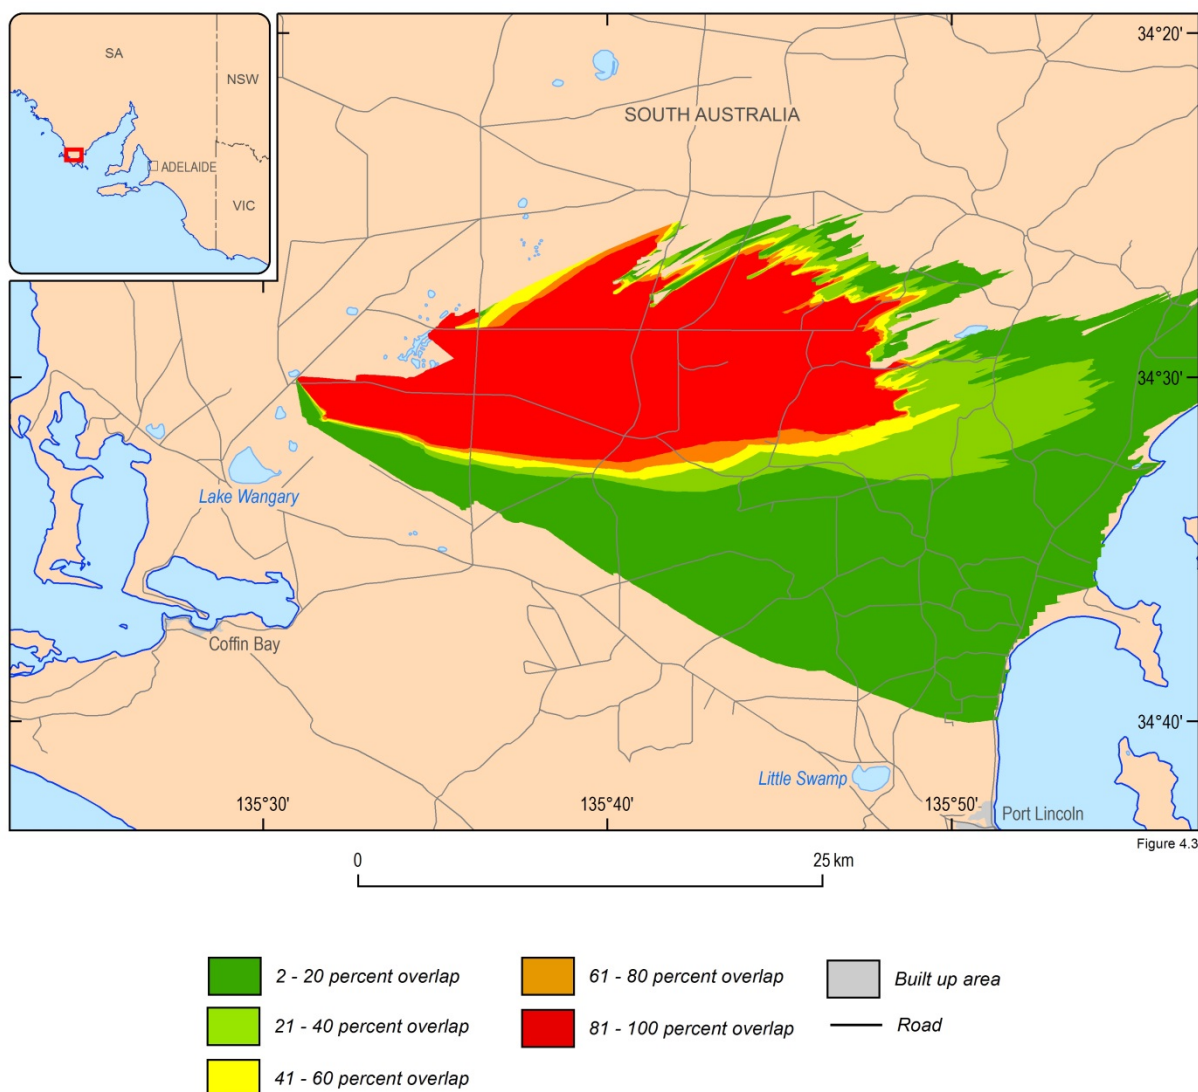 SA
NSW
ADELAIDE
VIC
SOUTH AUSTRALIA
34°20'
34°30'
Lake Wangary
Coffin Bay
34°40'
Little Swamp
135°30'
135°40'
135°50'
Port Lincoln
Figure 4.3
0
25 km
2 - 20 percent overlap
61 - 80 percent overlap
Built up area
21 - 40 percent overlap
81 - 100 percent overlap
Road
41 - 60 percent overlap